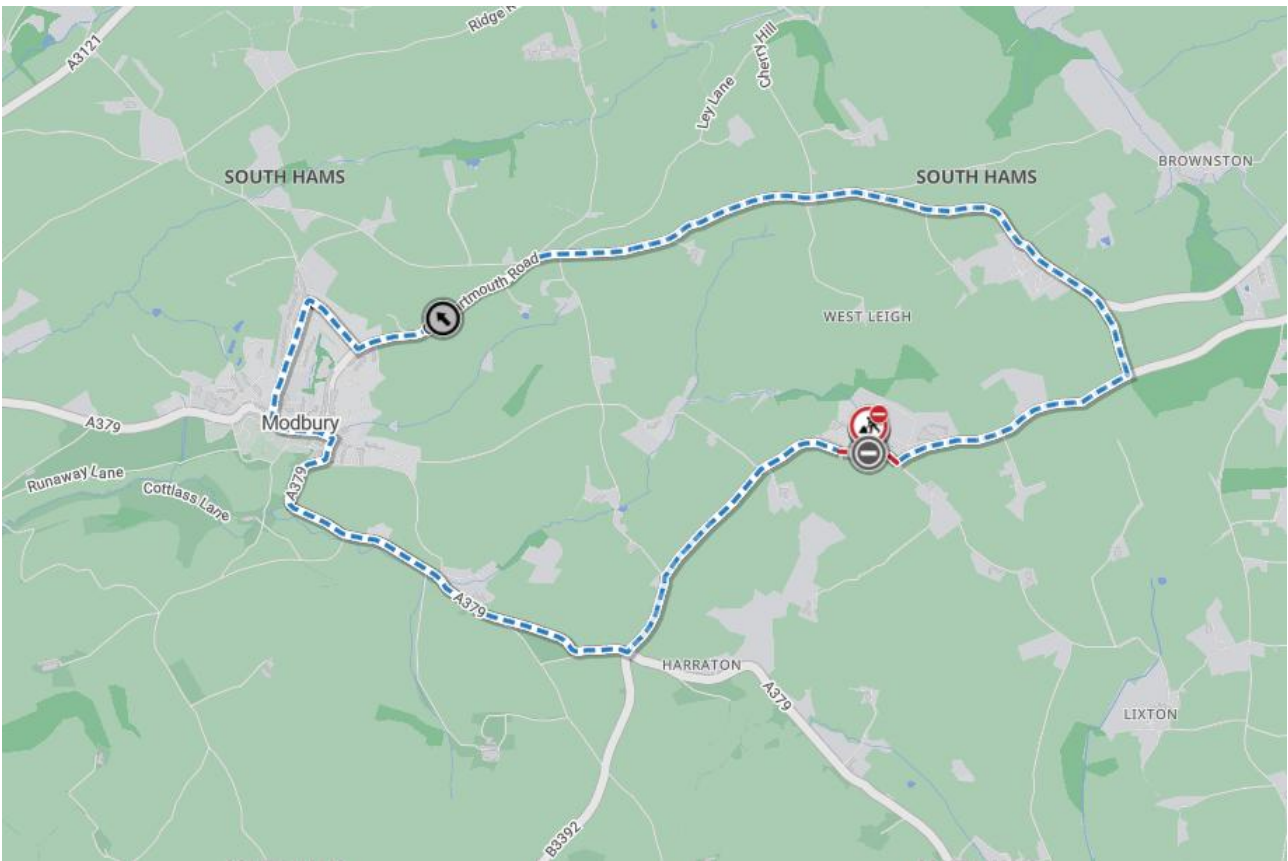 A3121
Ridge
Cherry Hill
Ley Lane
SOUTH HAMS
SOUTH HAMS
BROWNSTON
WEST LEIGH
A379
Modbury
Runaway Lane
Cottlass Lane
A379
A379
HARRATON
A379
LIXTON
B3392
Road